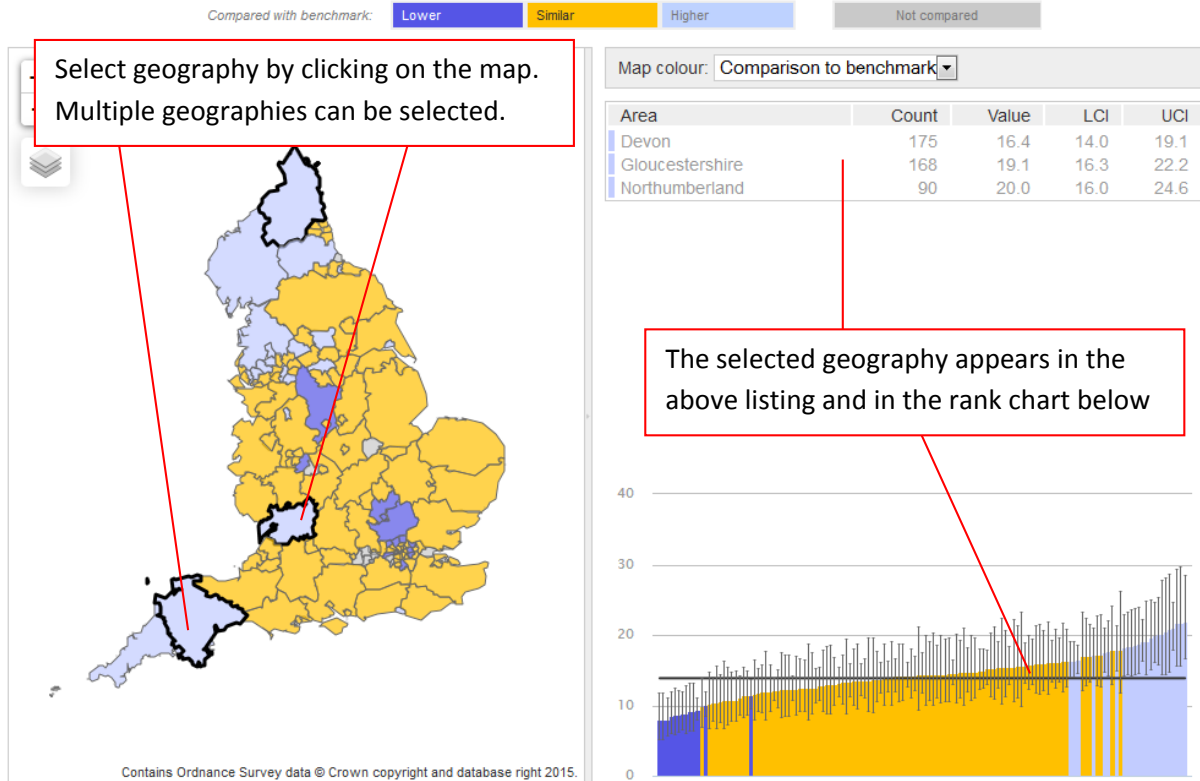 Compared with benchmark: Lower Similar Higher Not compared
Select geography by clicking on the map.
Multiple geographies can be selected.
Map colour: Comparison to benchmark
Area Count Value LCI UCI
Devon 175 16.4 14.0 19.1
Gloucestershire 168 19.1 16.3 22.2
Northumberland 90 20.0 16.0 24.6
The selected geography appears in the
above listing and in the rank chart below
40
30
20
10
0
Contains Ordnance Survey data © Crown copyright and database right 2015.